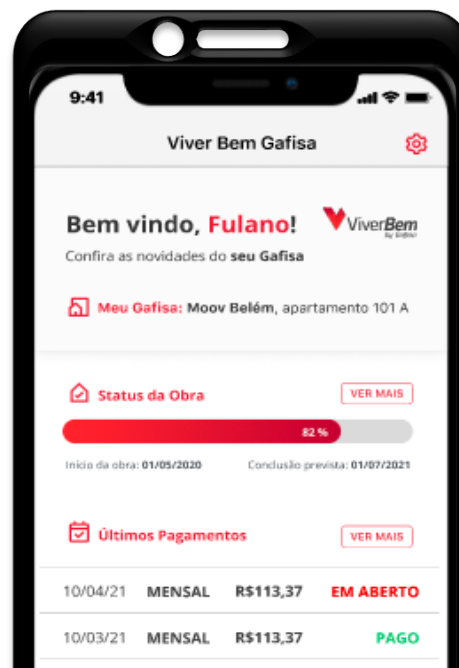 9:41
Viver Bem Gafisa
Bem vindo, Fulano!
ViverBem
by Gafisa
Confira as novidades do seu Gafisa
Meu Gafisa: Moov Belém, apartamento 101 A
Status da Obra
VER MAIS
82 %
Início da obra: 01/05/2020
Conclusão prevista: 01/07/2021
Últimos Pagamentos
VER MAIS
10/04/21 MENSAL R$113,37 EM ABERTO
10/03/21 MENSAL R$113,37 PAGO